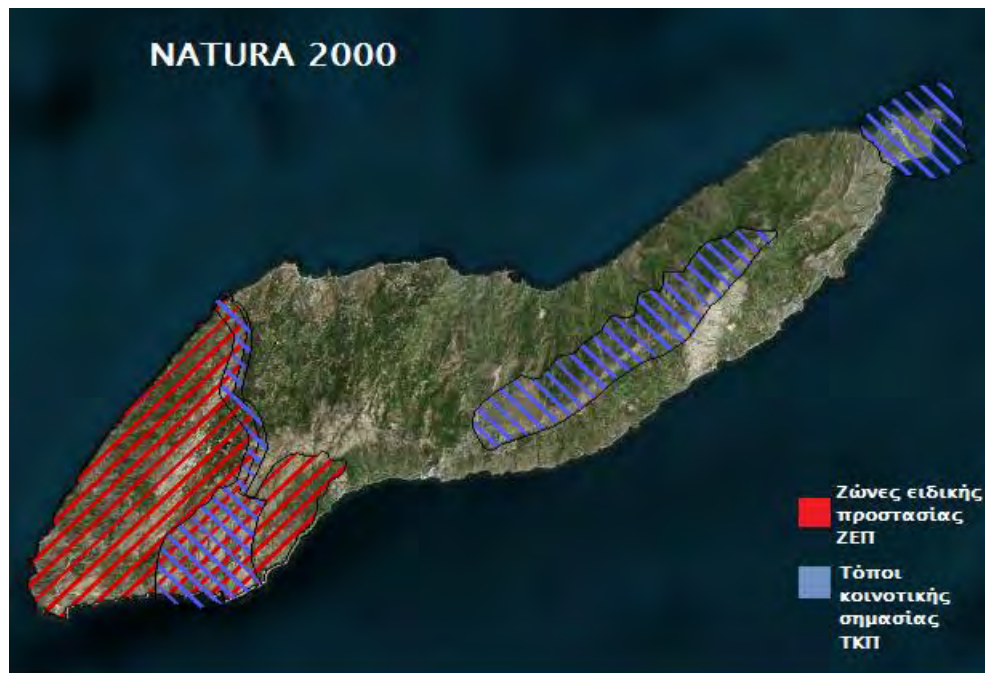 NATURA 2000
Ζώνες ειδικής
προστασίας
ΖΕΠ
Τόποι
κοινοτικής
σημασίας
ΤΚΠ